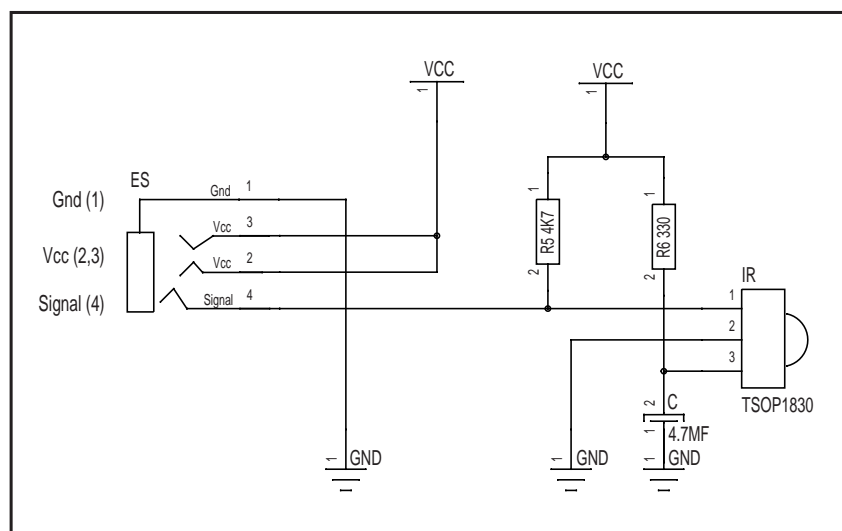 VCC
1
VCC
1
ES
Gnd (1)
Gnd
1
Vcc
3
Vcc (2,3)
Vcc
2
Signal (4)
Signal
4
1
R5 4K7
2
1
R6 330
2
IR
1
2
3
TSOP1830
2
C
1
4.7MF
1
GND
1
GND
1
GND